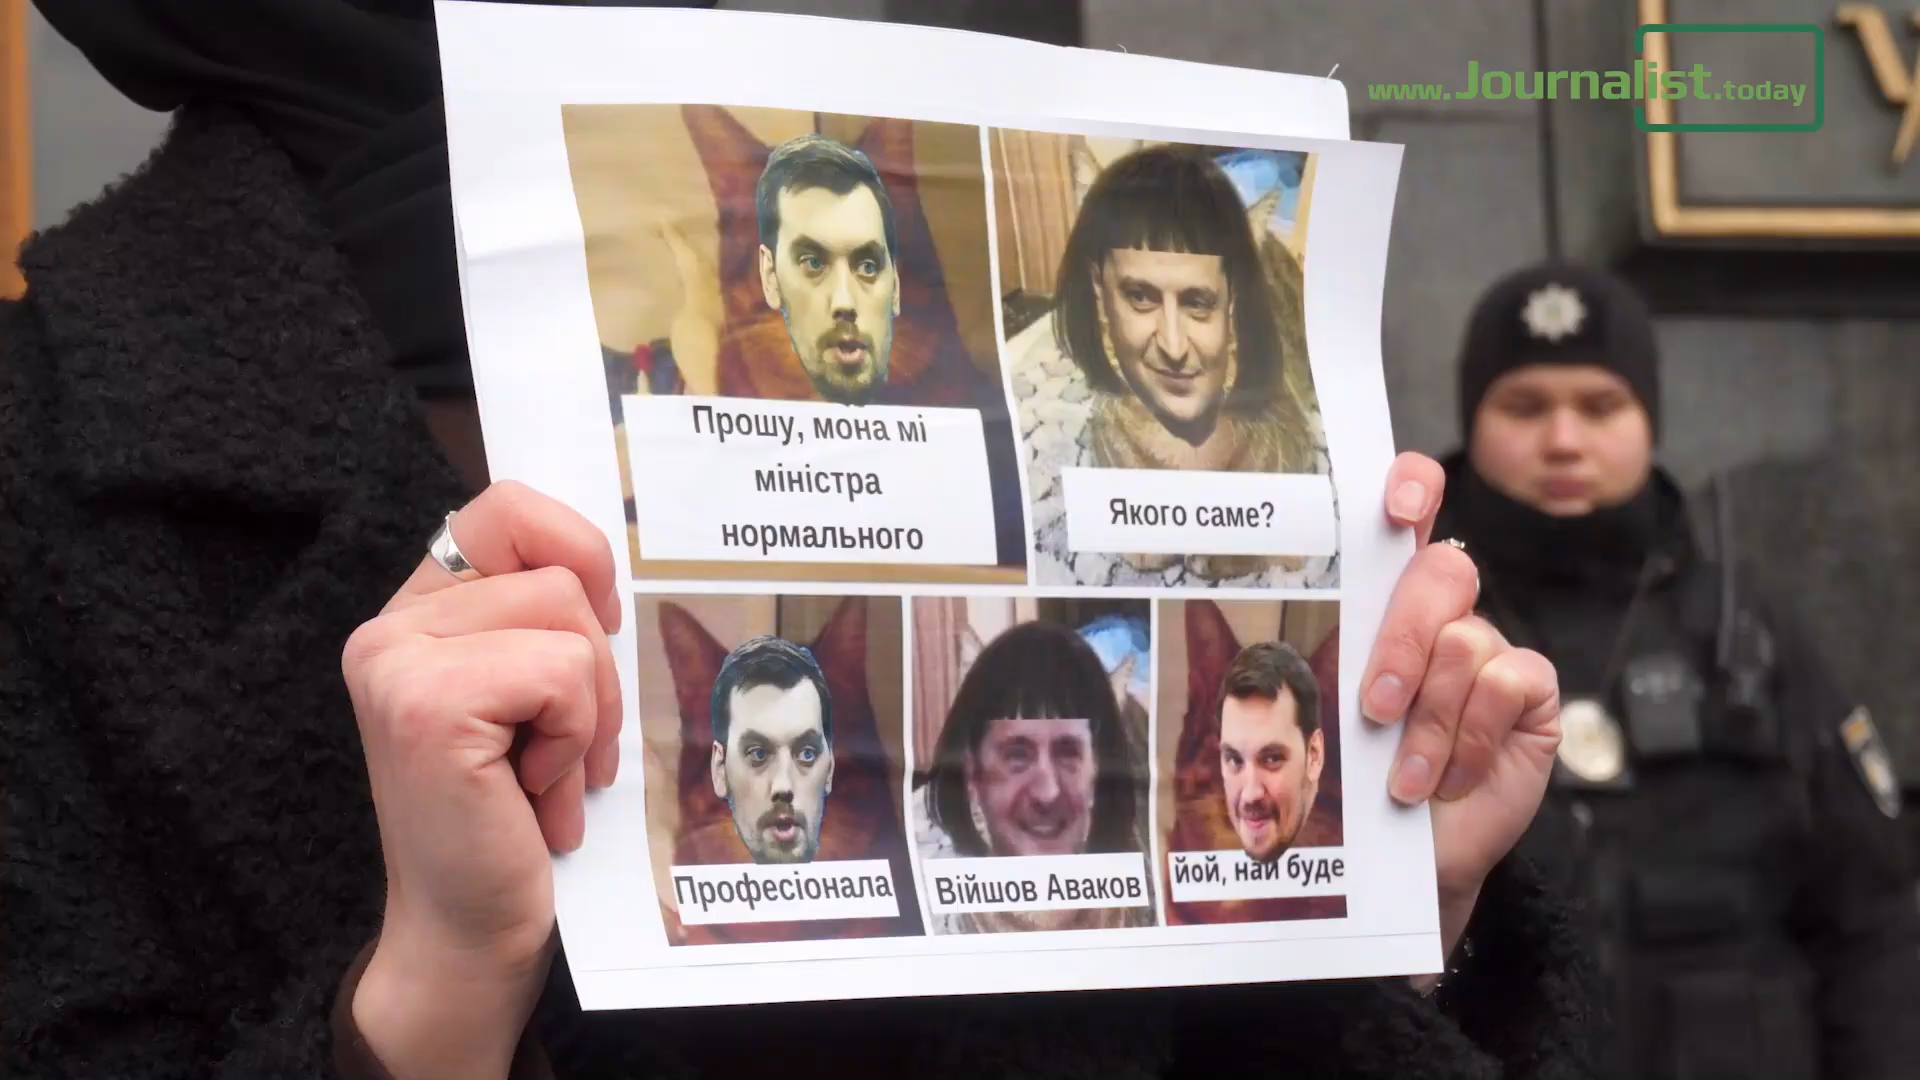 www.Journalist.today
Прошу, мона мі
міністра
нормального
Якого саме?
Професіонала
Війшов Аваков
йой, най буде